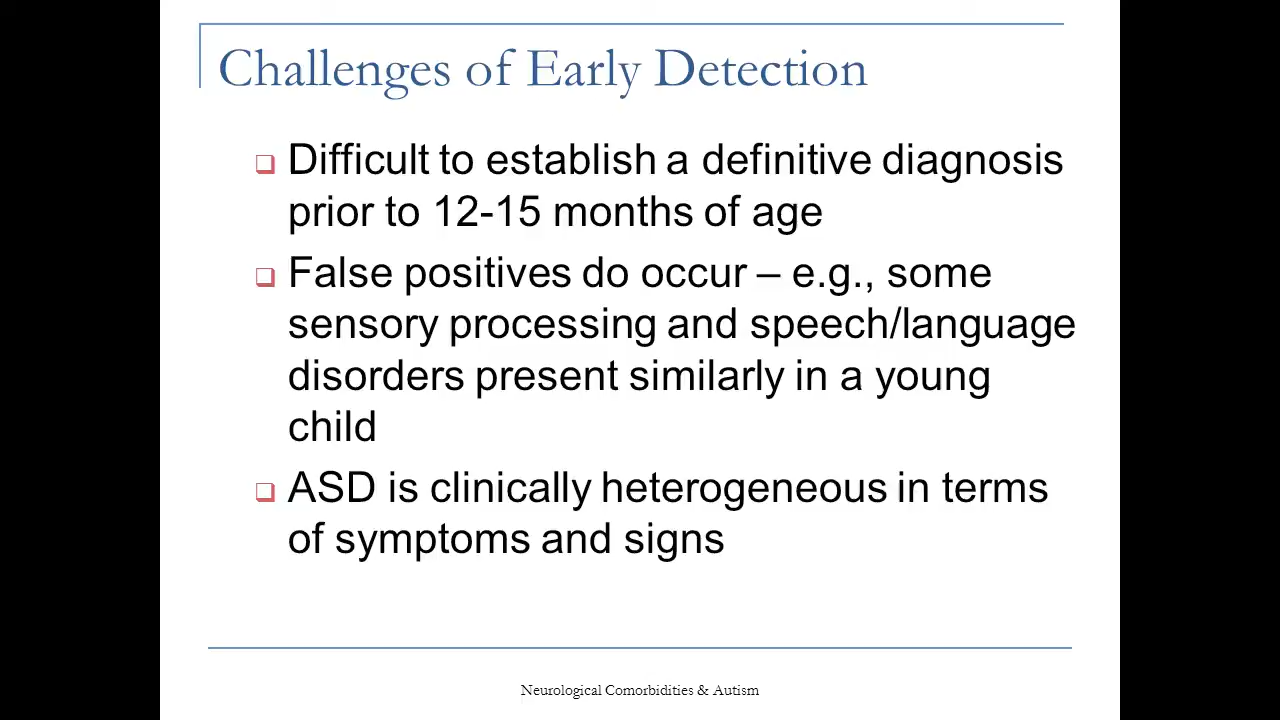 Challenges of Early Detection
Difficult to establish a definitive diagnosis
prior to 12-15 months of age
False positives do occur – e.g., some
sensory processing and speech/language
disorders present similarly in a young
child
ASD is clinically heterogeneous in terms
of symptoms and signs
Neurological Comorbidities & Autism